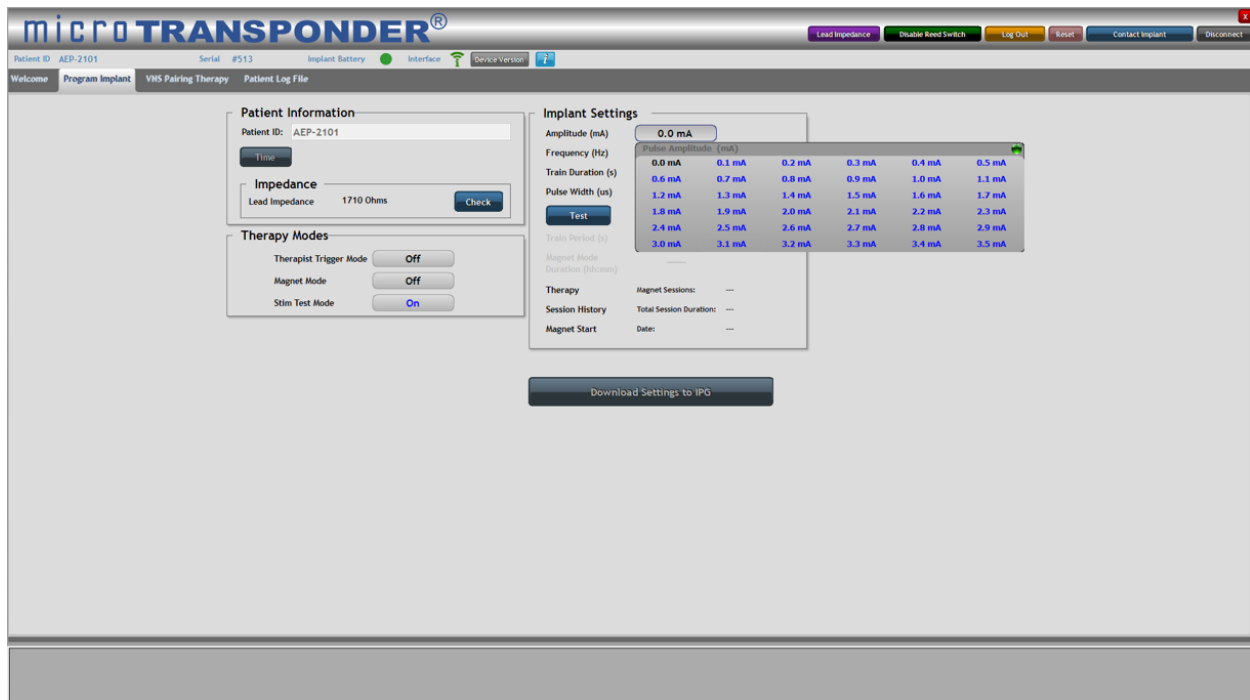 microTRANSPONDER®
X
Lead Impedance Disable Reed Switch Log Out Reset Contact Implant Disconnect
Patient ID AEP-2101 Serial #513 Implant Battery Interface Device Version i
Welcome Program Implant VNS Pairing Therapy Patient Log File
Patient Information
Patient ID: AEP-2101
Time
Impedance
Lead Impedance 1710 Ohms Check
Therapy Modes
Therapist Trigger Mode Off
Magnet Mode Off
Stim Test Mode On
Implant Settings
Amplitude (mA) 0.0 mA
Frequency (Hz)
Train Duration (s)
Pulse Width (us)
Test
Train Period (s)
Magnet Mode
Duration (hh:mm)
Pulse Amplitude (mA)
0.0 mA 0.1 mA 0.2 mA 0.3 mA 0.4 mA 0.5 mA
0.6 mA 0.7 mA 0.8 mA 0.9 mA 1.0 mA 1.1 mA
1.2 mA 1.3 mA 1.4 mA 1.5 mA 1.6 mA 1.7 mA
1.8 mA 1.9 mA 2.0 mA 2.1 mA 2.2 mA 2.3 mA
2.4 mA 2.5 mA 2.6 mA 2.7 mA 2.8 mA 2.9 mA
3.0 mA 3.1 mA 3.2 mA 3.3 mA 3.4 mA 3.5 mA
Therapy Magnet Sessions: ---
Session History Total Session Duration: ---
Magnet Start Date: ---
Download Settings to IPG